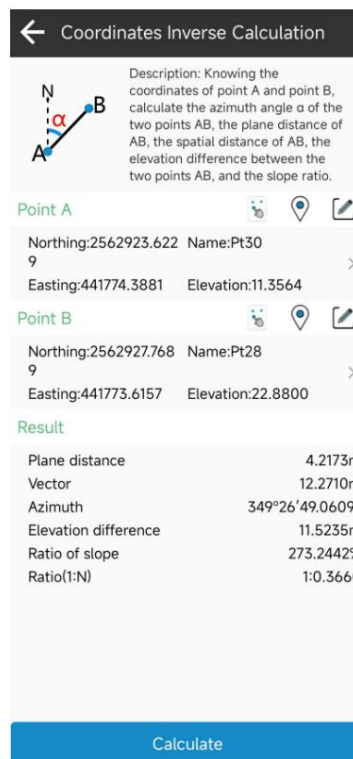 Coordinates Inverse Calculation
Description: Knowing the
coordinates of point A and point B,
calculate the azimuth angle α of the
two points AB, the plane distance of
AB, the spatial distance of AB, the
elevation difference between the
two points AB, and the slope ratio.
N
B
α
A
Point A
Northing:2562923.622 Name:Pt30
9
Easting:441774.3881 Elevation:11.3564
Point B
Northing:2562927.768 Name:Pt28
9
Easting:441773.6157 Elevation:22.8800
Result
Plane distance 4.2173
Vector 12.2710
Azimuth 349°26′49.0609
Elevation difference 11.5235
Ratio of slope 273.2442
Ratio(1:N) 1:0.366
Calculate